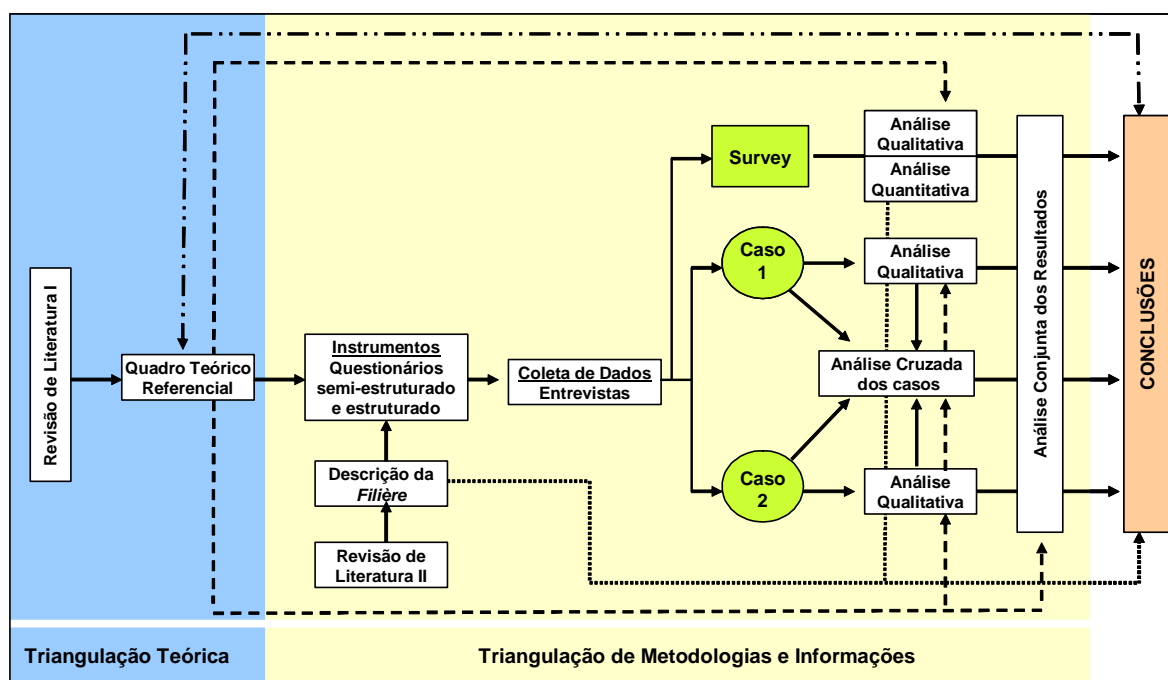 Revisão de Literatura I
Quadro Teórico
Referencial
Instrumentos
Questionários
semi-estruturado
e estruturado
Descrição da
Filière
Revisão de
Literatura II
Coleta de Dados
Entrevistas
Survey
Caso
1
Caso
2
Análise
Qualitativa
Análise
Quantitativa
Análise
Qualitativa
Análise Cruzada
dos casos
Análise
Qualitativa
Análise Conjunta dos Resultados
CONCLUSÕES
Triangulação Teórica
Triangulação de Metodologias e Informações